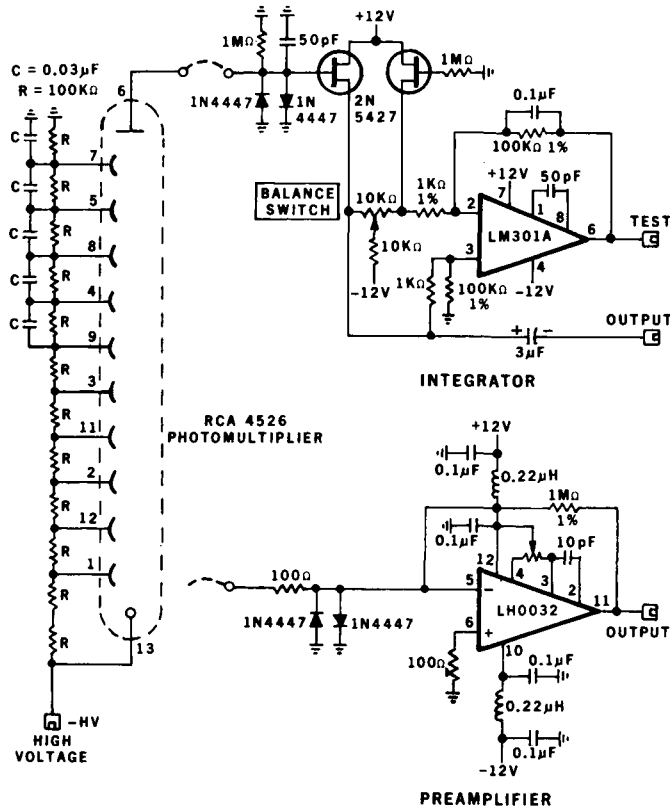 C = 0.03µF
R = 100KΩ
6
C
R
7
C
R
5
C
R
8
C
R
4
C
R
9
R
3
R
11
R
2
R
12
R
1
R
R
13
-HV
HIGH
VOLTAGE
RCA 4526
PHOTOMULTIPLIER
1MΩ
50pF
1N4447
1N
4447
+12V
2N
5427
1MΩ
0.1µF
100KΩ 1%
BALANCE
SWITCH
10KΩ
1KΩ
1%
2
+12V
7
50pF
1
8
6
TEST
LM301A
10KΩ
-12V
3
4
-12V
1KΩ
100KΩ
1%
+
-
3µF
OUTPUT
INTEGRATOR
+12V
0.1µF
0.22µH
1MΩ
1%
0.1µF
12
4
3
10pF
2
100Ω
5
-
LH0032
11
OUTPUT
1N4447
1N4447
6
+
10
100Ω
0.1µF
0.22µH
0.1µF
-12V
PREAMPLIFIER